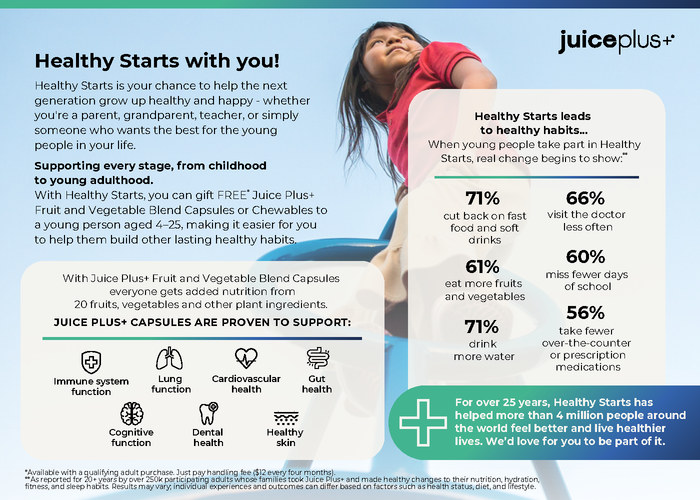 juiceplus+
Healthy Starts with you!
Healthy Starts is your chance to help the next
generation grow up healthy and happy - whether
you're a parent, grandparent, teacher, or simply
someone who wants the best for the young
people in your life.
Supporting every stage, from childhood
to young adulthood.
With Healthy Starts, you can gift FREE* Juice Plus+
Fruit and Vegetable Blend Capsules or Chewables to
a young person aged 4–25, making it easier for you
to help them build other lasting healthy habits.
With Juice Plus+ Fruit and Vegetable Blend Capsules
everyone gets added nutrition from
20 fruits, vegetables and other plant ingredients.
JUICE PLUS+ CAPSULES ARE PROVEN TO SUPPORT:
Immune system
function
Lung
function
Cardiovascular
health
Gut
health
Cognitive
function
Dental
health
Healthy
skin
Healthy Starts leads
to healthy habits...
When young people take part in Healthy
Starts, real change begins to show:**
71%
cut back on fast
food and soft
drinks
66%
visit the doctor
less often
61%
eat more fruits
and vegetables
60%
miss fewer days
of school
71%
drink
more water
56%
take fewer
over-the-counter
or prescription
medications
For over 25 years, Healthy Starts has
helped more than 4 million people around
the world feel better and live healthier
lives. We'd love for you to be part of it.
*Available with a qualifying adult purchase. Just pay handling fee ($12 every four months).
**As reported for 20+ years by over 250k participating adults whose families took Juice Plus+ and made healthy changes to their nutrition, hydration,
fitness, and sleep habits. Results may vary; individual experiences and outcomes can differ based on factors such as health status, diet, and lifestyle.